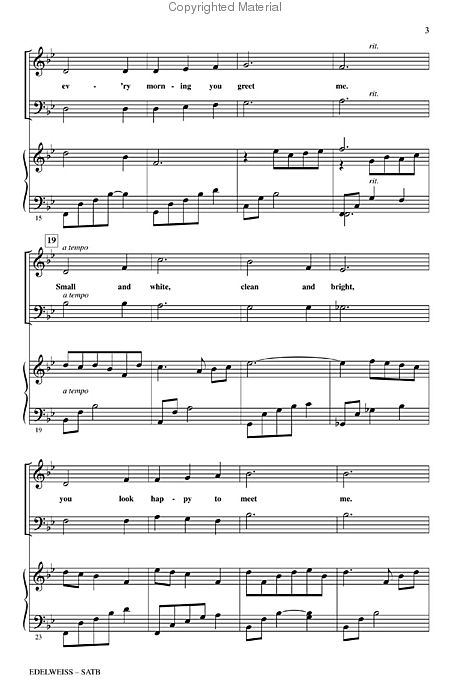 Copyrighted Material
3
rit.
ev - 'ry morn - ing you greet me.
rit.
rit.
15
19
a tempo
Small and white, clean and bright,
a tempo
a tempo
19
you look hap - py to meet me.
23
EDELWEISS – SATB